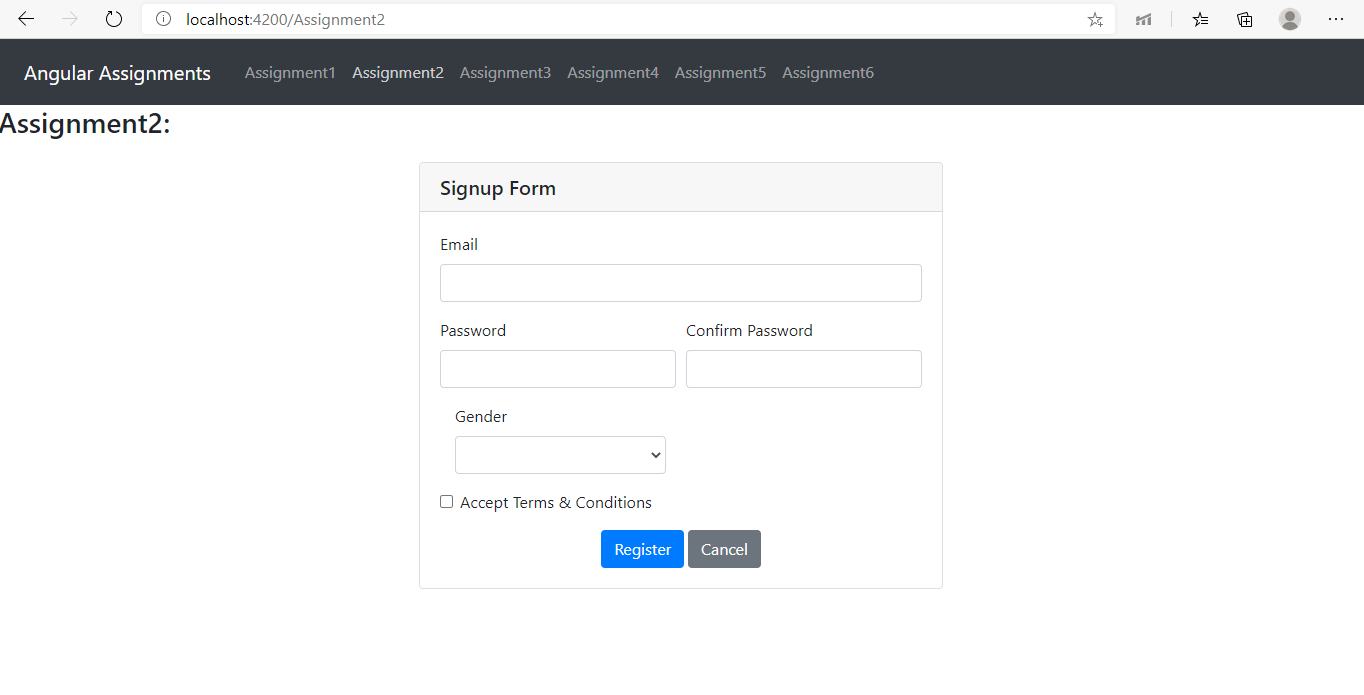 localhost:4200/Assignment2
Angular Assignments Assignment1 Assignment2 Assignment3 Assignment4 Assignment5 Assignment6
Assignment2:
Signup Form
Email
Password Confirm Password
Gender
Accept Terms & Conditions
Register Cancel